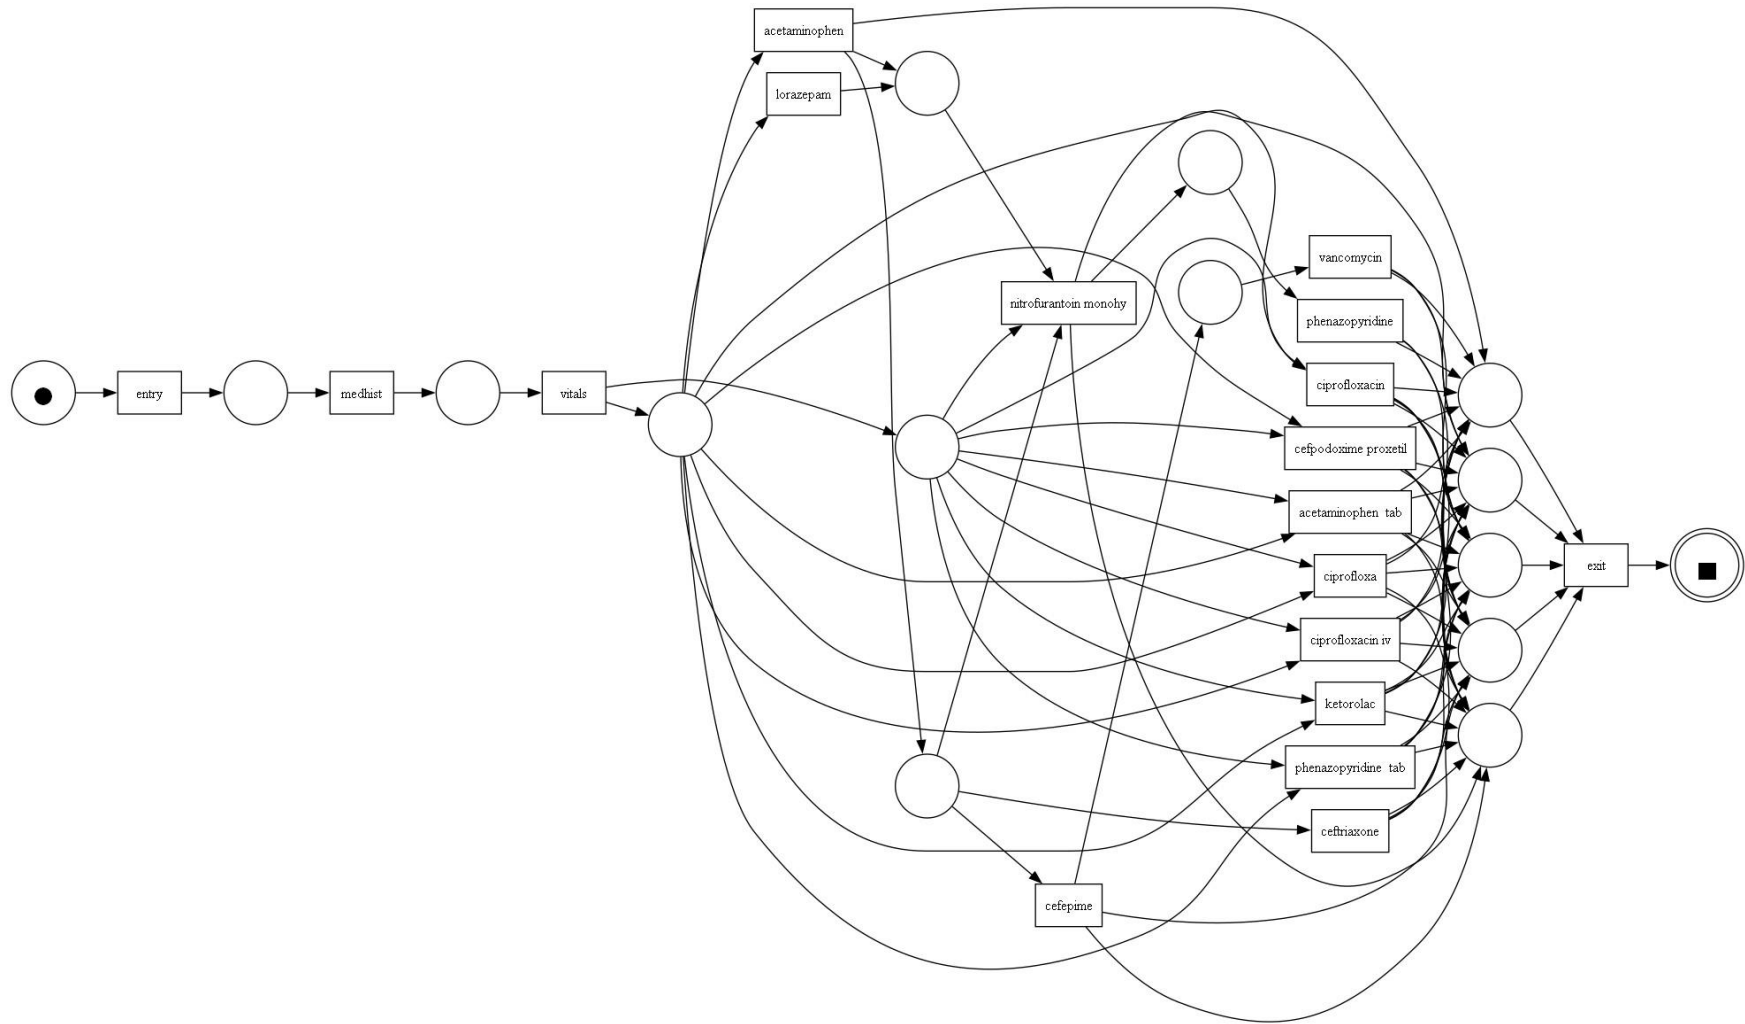 acetaminophen
lorazepam
vancomycin
nitrofurantoin monohy
phenazopyridine
entry
medhist
vitals
ciprofloxacin
cefpodoxime proxetil
acetaminophen tab
ciprofloxa
exit
ciprofloxacin iv
ketorolac
phenazopyridine tab
ceftriaxone
cefepime